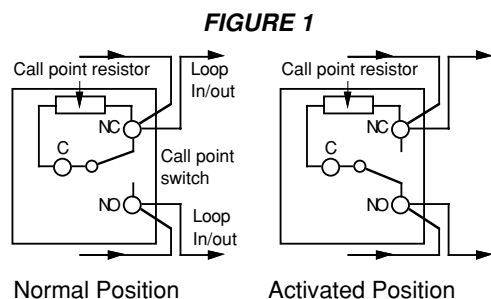 FIGURE 1
Call point resistor
Loop
In/out
NC
C
Call point
switch
NO
Loop
In/out
Normal Position
Call point resistor
NC
C
NO
Activated Position